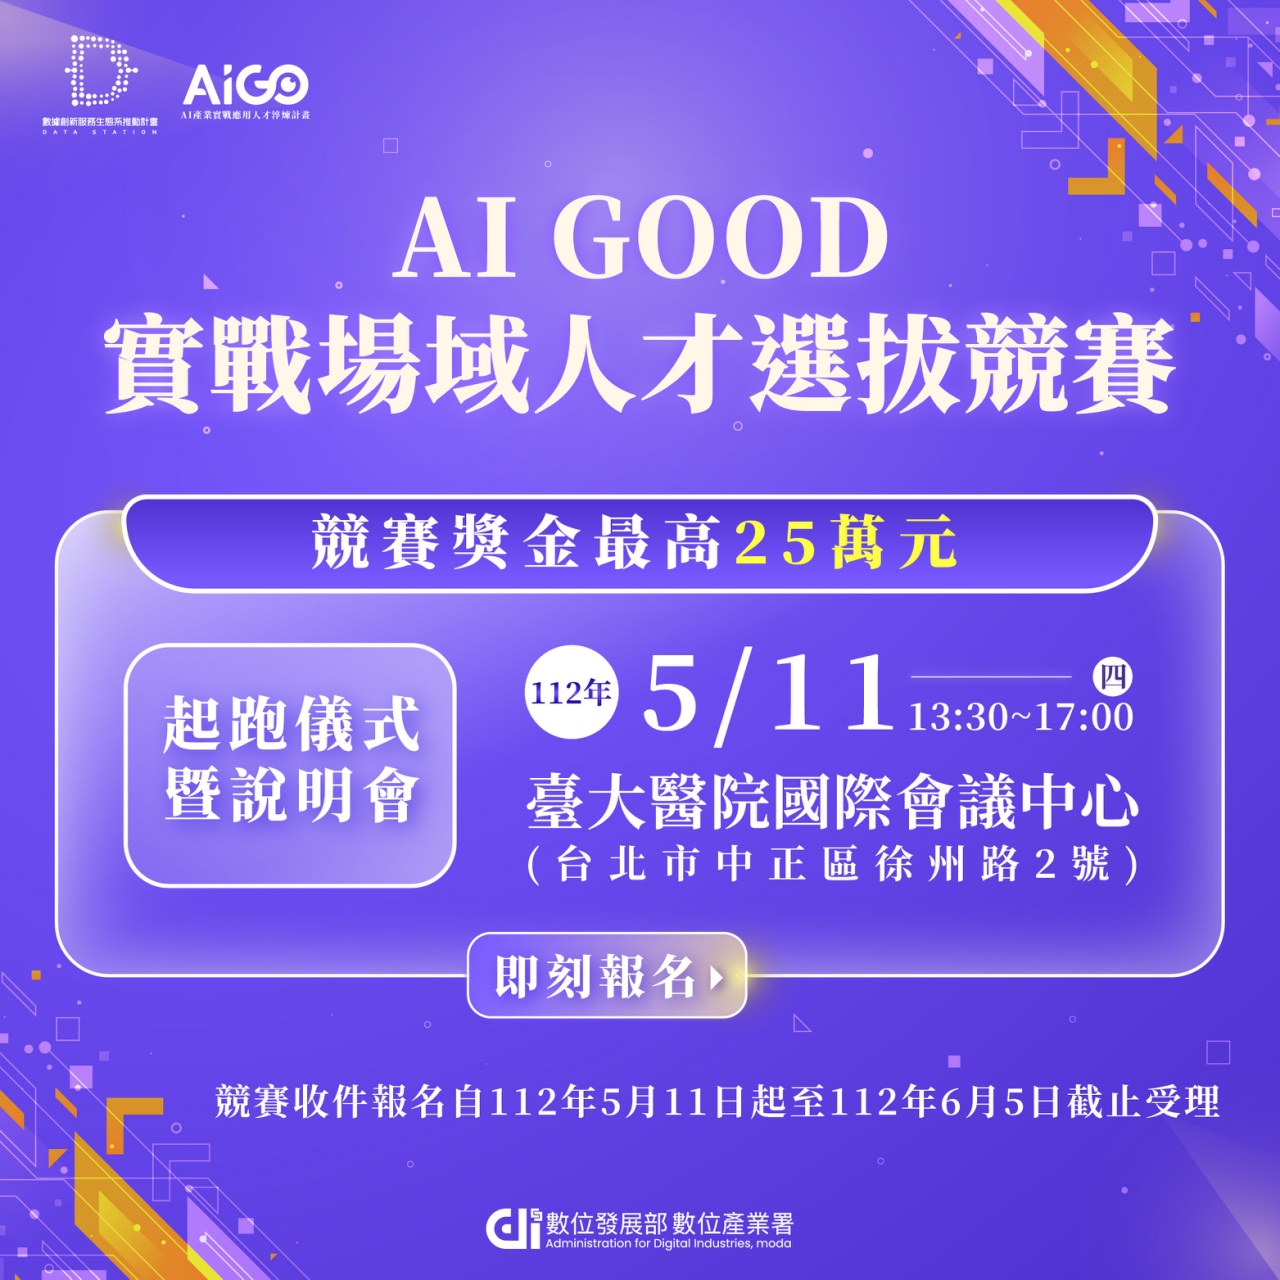 數據創新服務生態系推動計畫
DATA STATION
AiGO
AI產業實戰應用人才淬煉計畫
AI GOOD
實戰場域人才選拔競賽
競賽獎金最高25萬元
起跑儀式
暨說明會
112年 5/11 四
13:30~17:00
臺大醫院國際會議中心
(台北市中正區徐州路2號)
即刻報名
競賽收件報名自112年5月11日起至112年6月5日截止受理
數位發展部 數位產業署
Administration for Digital Industries, moda